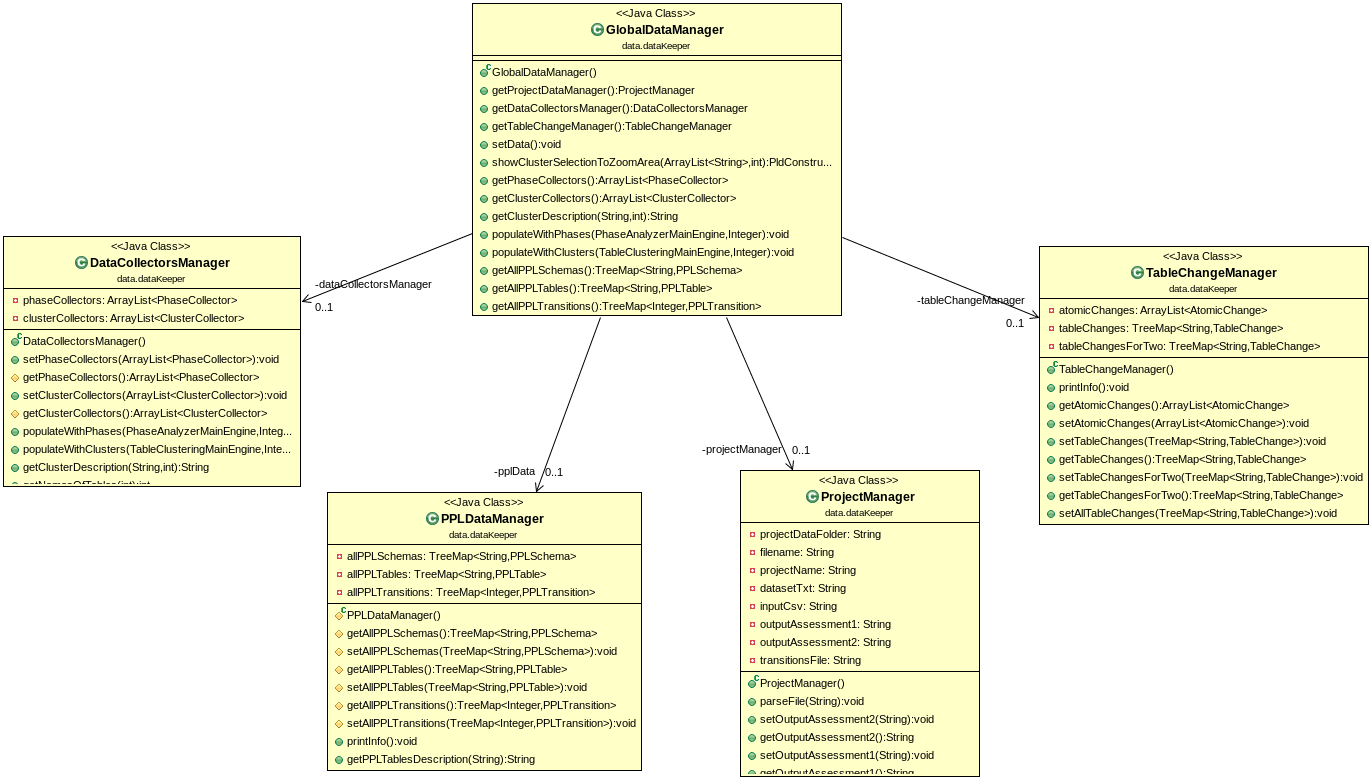 <<Java Class>>
GlobalDataManager
data.dataKeeper
GlobalDataManager()
getProjectDataManager():ProjectManager
getDataCollectorsManager():DataCollectorsManager
getTableChangeManager():TableChangeManager
setData():void
showClusterSelectionToZoomArea(ArrayList<String>,int):PldConstru...
getPhaseCollectors():ArrayList<PhaseCollector>
getClusterCollectors():ArrayList<ClusterCollector>
getClusterDescription(String,int):String
populateWithPhases(PhaseAnalyzerMainEngine,Integer):void
populateWithClusters(TableClusteringMainEngine,Integer):void
getAllPPLSchemas():TreeMap<String,PPLSchema>
getAllPPLTables():TreeMap<String,PPLTable>
getAllPPLTransitions():TreeMap<Integer,PPLTransition>
-dataCollectorsManager
0..1
-tableChangeManager
0..1
-pplData
0..1
-projectManager
0..1
<<Java Class>>
DataCollectorsManager
data.dataKeeper
phaseCollectors: ArrayList<PhaseCollector>
clusterCollectors: ArrayList<ClusterCollector>
DataCollectorsManager()
setPhaseCollectors(ArrayList<PhaseCollector>):void
getPhaseCollectors():ArrayList<PhaseCollector>
setClusterCollectors(ArrayList<ClusterCollector>):void
getClusterCollectors():ArrayList<ClusterCollector>
populateWithPhases(PhaseAnalyzerMainEngine,Integ...
populateWithClusters(TableClusteringMainEngine,Inte...
getClusterDescription(String,int):String
getNamesOfTables(int):int
<<Java Class>>
TableChangeManager
data.dataKeeper
atomicChanges: ArrayList<AtomicChange>
tableChanges: TreeMap<String,TableChange>
tableChangesForTwo: TreeMap<String,TableChange>
TableChangeManager()
printInfo():void
getAtomicChanges():ArrayList<AtomicChange>
setAtomicChanges(ArrayList<AtomicChange>):void
setTableChanges(TreeMap<String,TableChange>):void
getTableChanges():TreeMap<String,TableChange>
setTableChangesForTwo(TreeMap<String,TableChange>):void
getTableChangesForTwo():TreeMap<String,TableChange>
setAllTableChanges(TreeMap<String,TableChange>):void
<<Java Class>>
PPLDataManager
data.dataKeeper
allPPLSchemas: TreeMap<String,PPLSchema>
allPPLTables: TreeMap<String,PPLTable>
allPPLTransitions: TreeMap<Integer,PPLTransition>
PPLDataManager()
getAllPPLSchemas():TreeMap<String,PPLSchema>
setAllPPLSchemas(TreeMap<String,PPLSchema>):void
getAllPPLTables():TreeMap<String,PPLTable>
setAllPPLTables(TreeMap<String,PPLTable>):void
getAllPPLTransitions():TreeMap<Integer,PPLTransition>
setAllPPLTransitions(TreeMap<Integer,PPLTransition>):void
printInfo():void
getPPLTablesDescription(String):String
<<Java Class>>
ProjectManager
data.dataKeeper
projectDataFolder: String
filename: String
projectName: String
datasetTxt: String
inputCsv: String
outputAssessment1: String
outputAssessment2: String
transitionsFile: String
ProjectManager()
parseFile(String):void
setOutputAssessment2(String):void
getOutputAssessment2():String
setOutputAssessment1(String):void
getOutputAssessment1():String